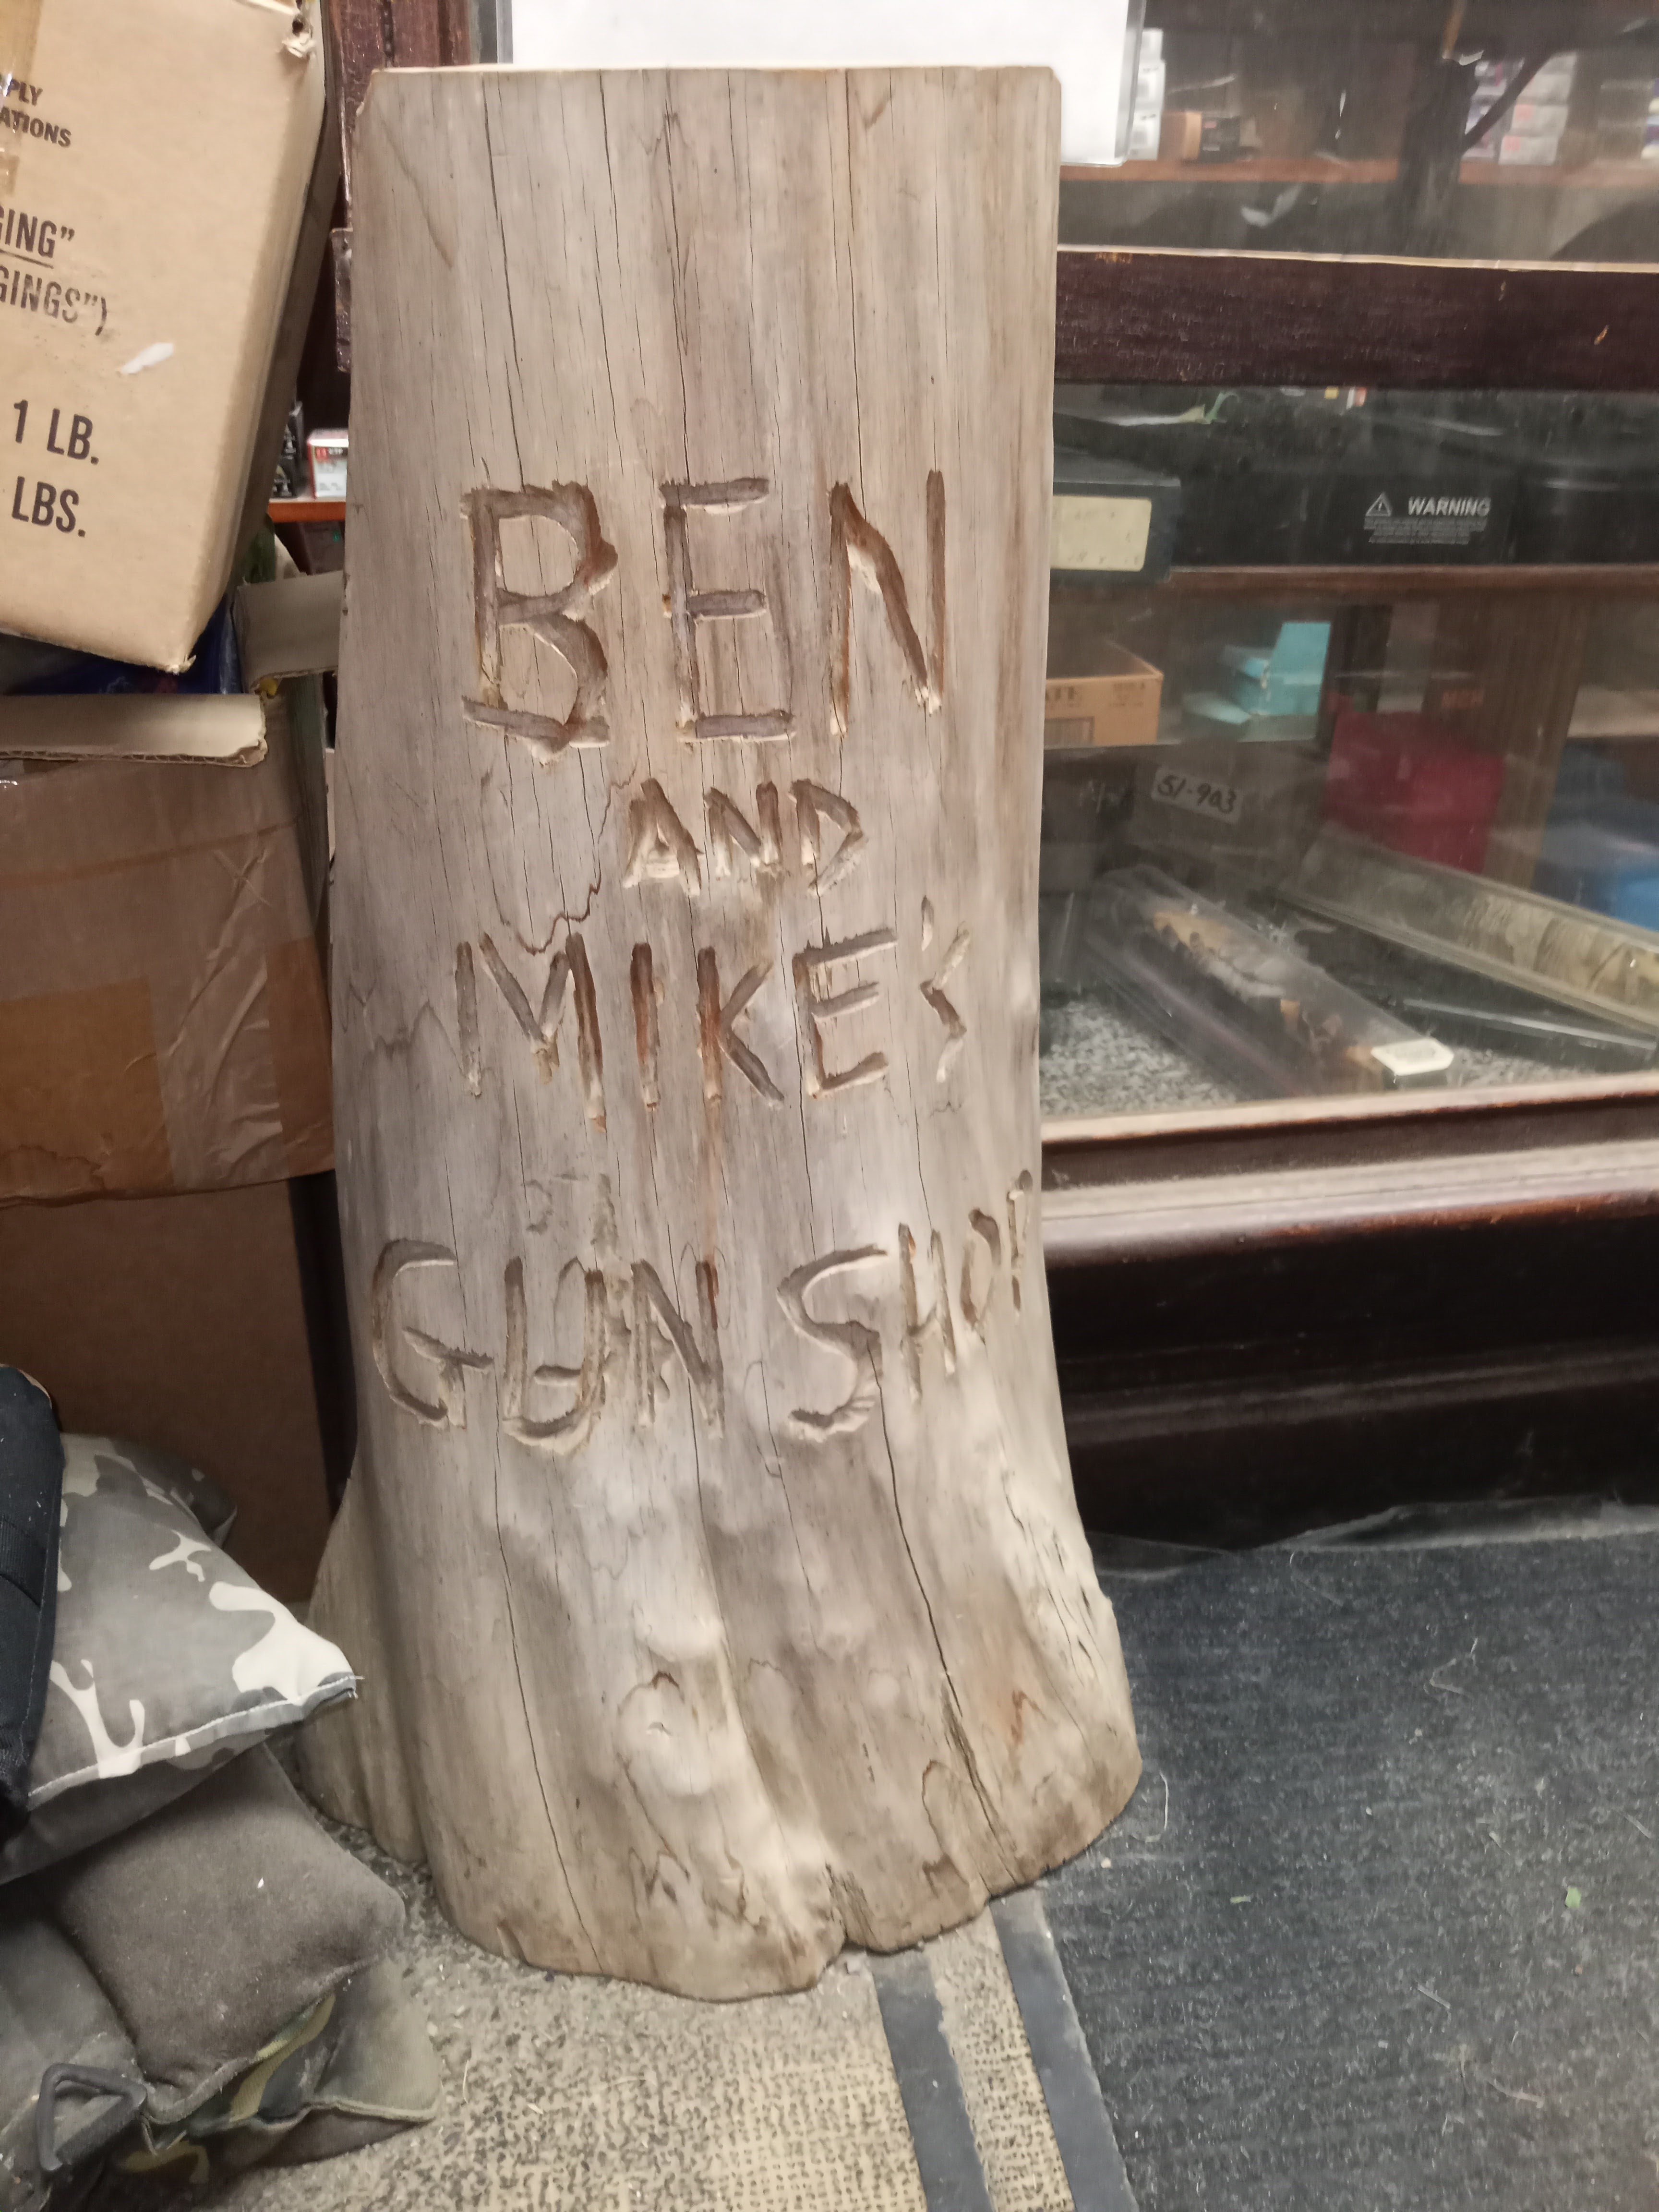 BEN
AND
MIKE'S
GUN SHOP
1 LB.
LBS.
WARNING
51-903